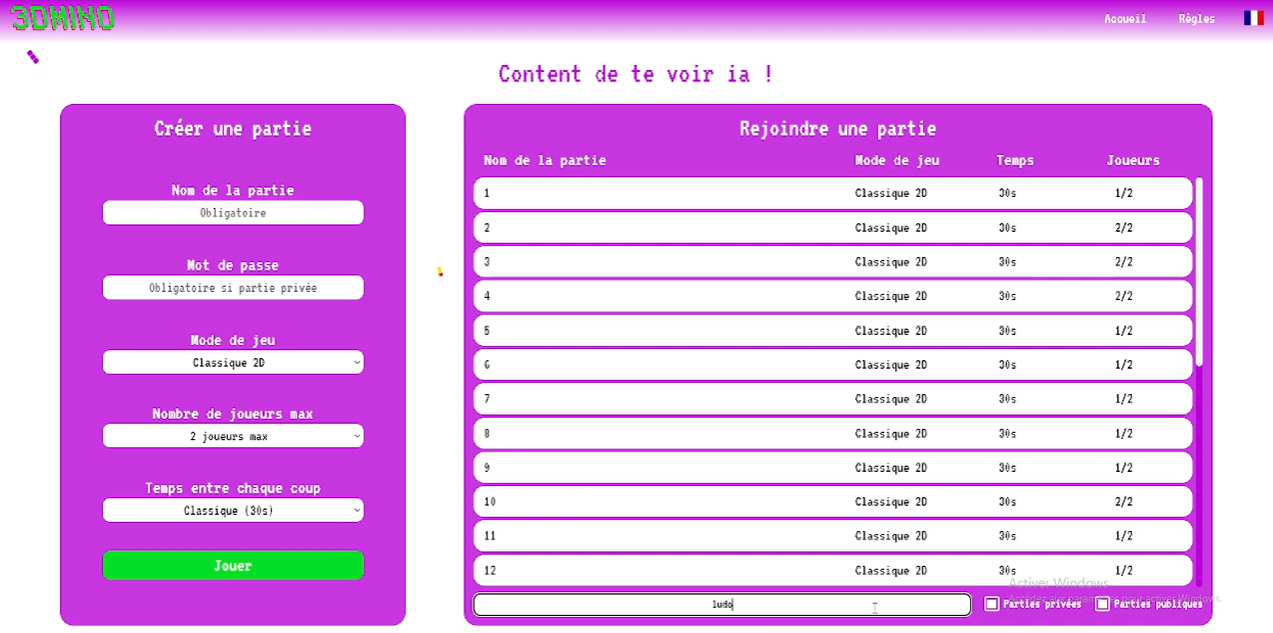 3DMINO
Accueil
Règles
Content de te voir ia !
Créer une partie
Nom de la partie
Obligatoire
Mot de passe
Obligatoire si partie privée
Mode de jeu
Classique 2D
Nombre de joueurs max
2 joueurs max
Temps entre chaque coup
Classique (30s)
Jouer
Rejoindre une partie
Nom de la partie Mode de jeu Temps Joueurs
1 Classique 2D 30s 1/2
2 Classique 2D 30s 2/2
3 Classique 2D 30s 2/2
4 Classique 2D 30s 2/2
5 Classique 2D 30s 1/2
6 Classique 2D 30s 1/2
7 Classique 2D 30s 1/2
8 Classique 2D 30s 1/2
9 Classique 2D 30s 1/2
10 Classique 2D 30s 2/2
11 Classique 2D 30s 1/2
12 Classique 2D 30s 1/2
ludo
Parties privées Parties publiques
Activer Windows
Accédez aux paramètres pour activer Windows.